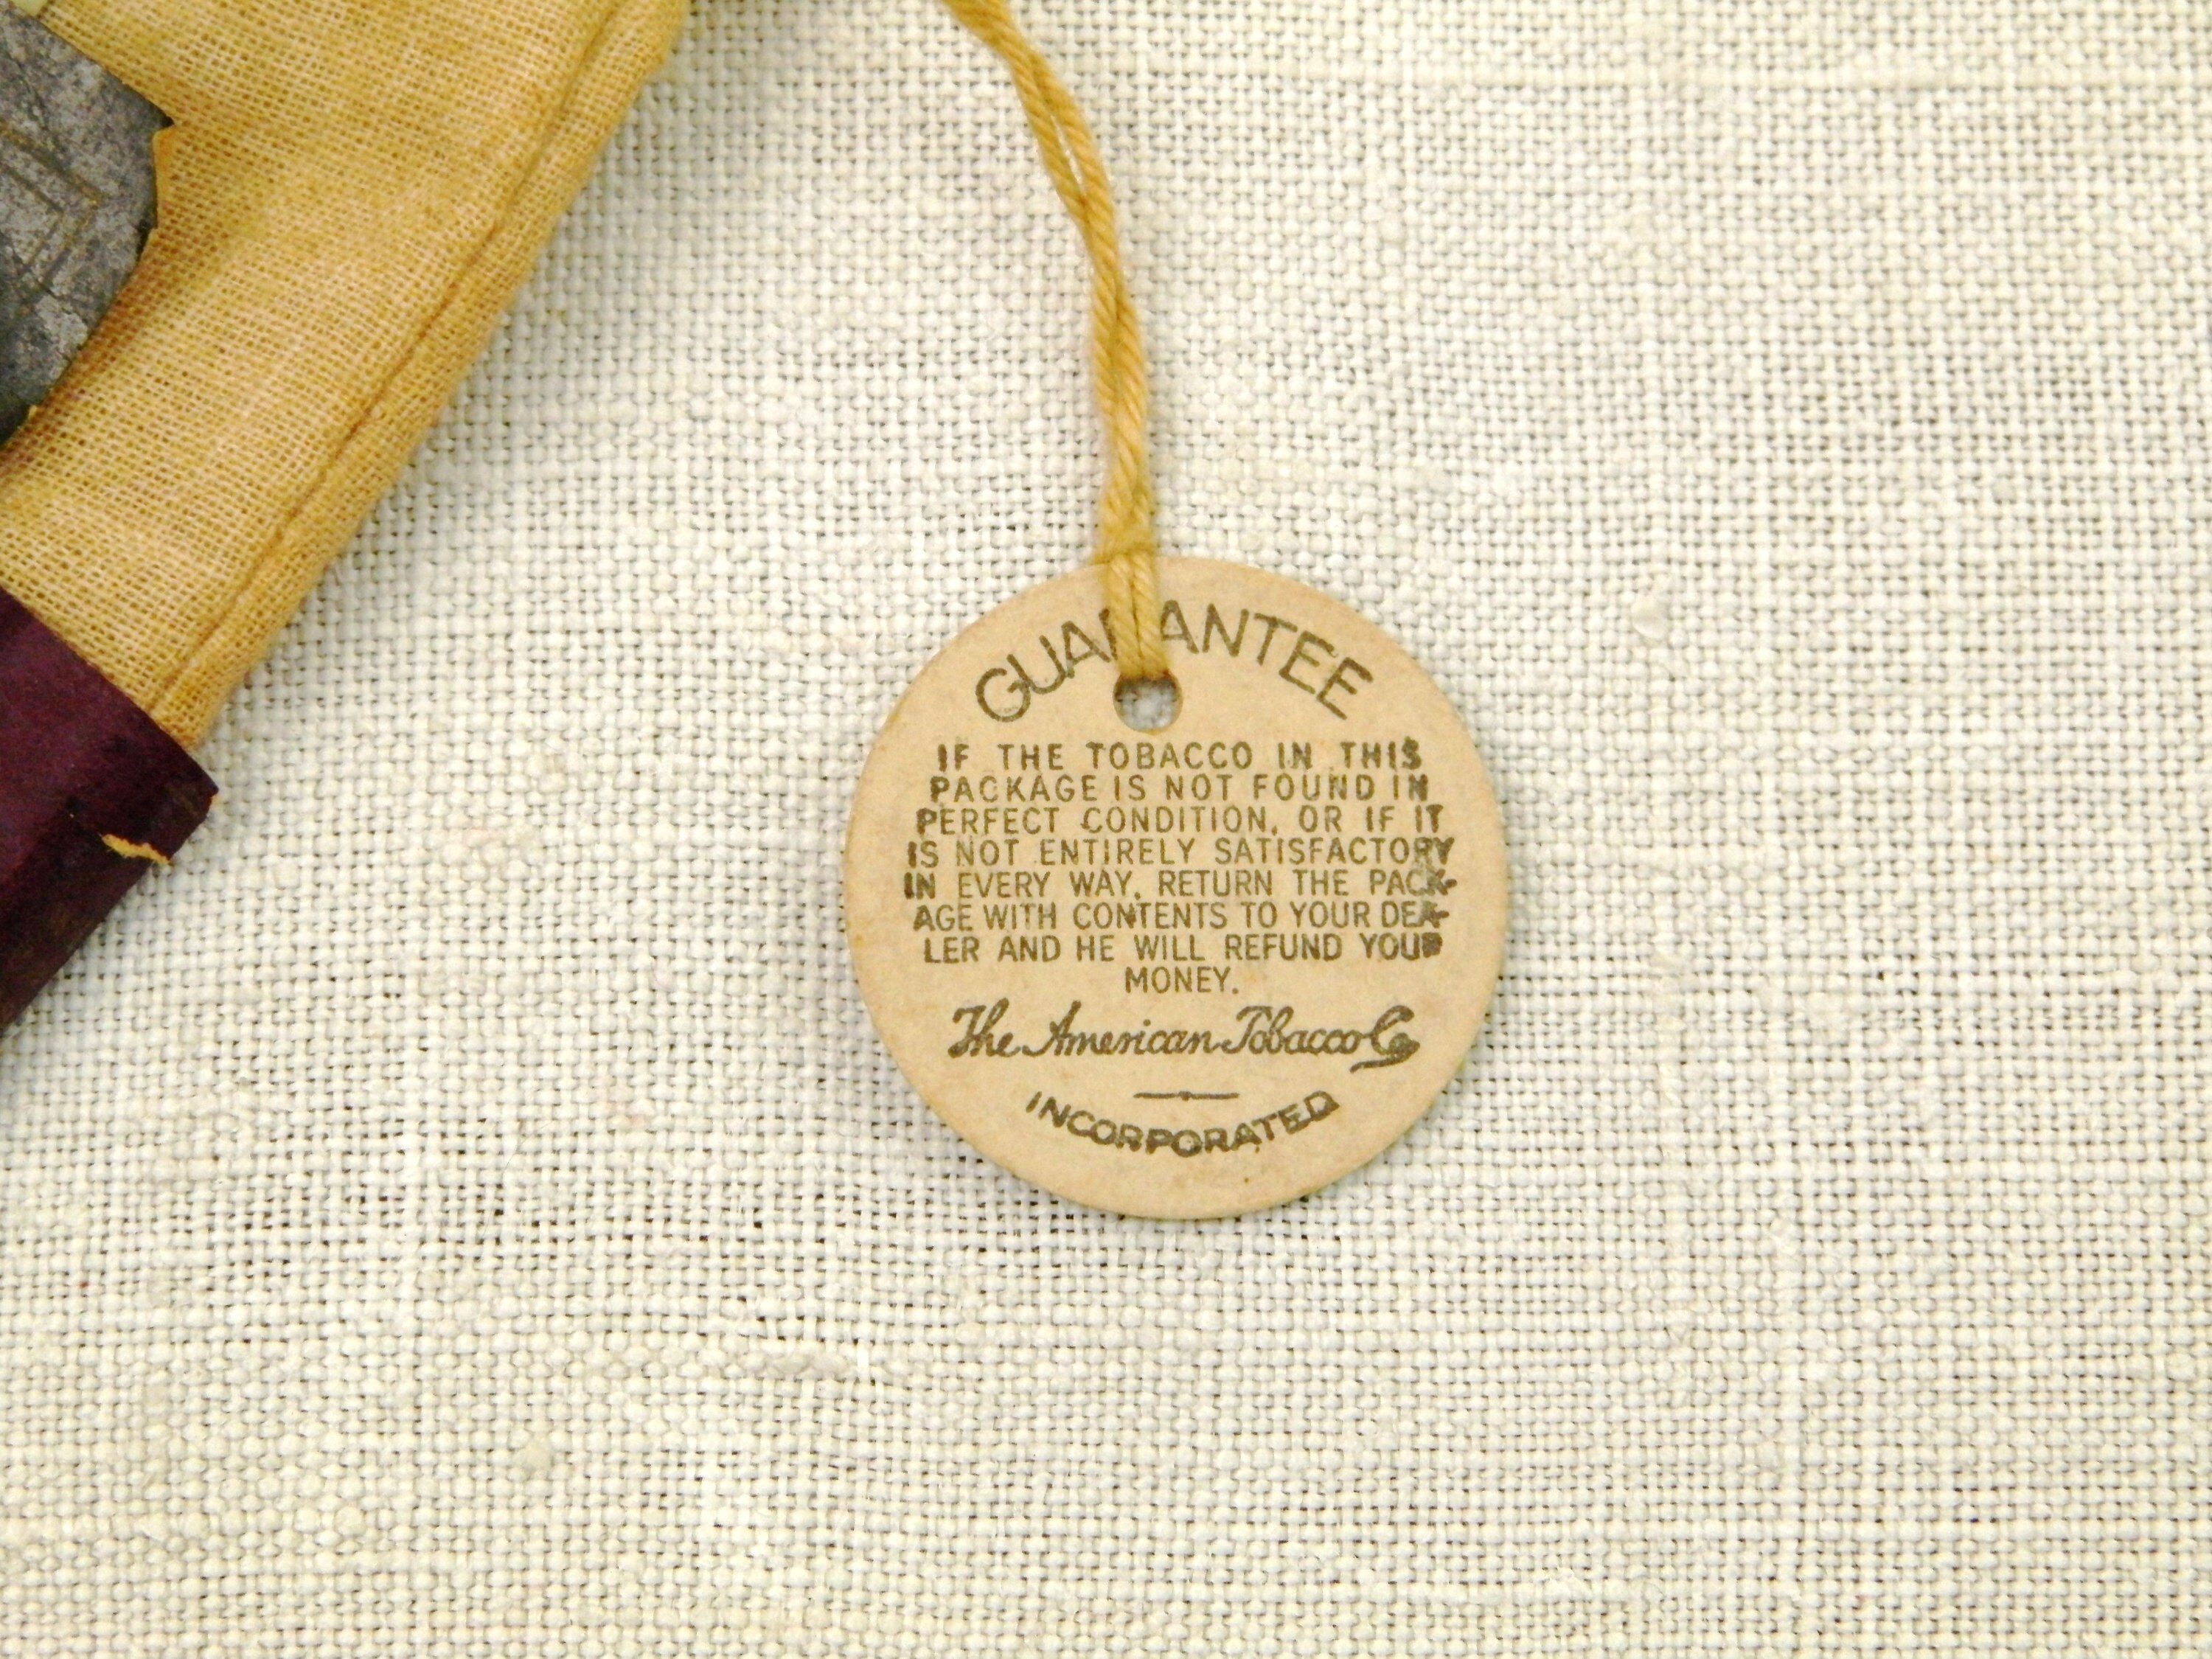 GUARANTEE
IF THE TOBACCO IN THIS
PACKAGE IS NOT FOUND IN
PERFECT CONDITION, OR IF IT
IS NOT ENTIRELY SATISFACTORY
IN EVERY WAY, RETURN THE PACK-
AGE WITH CONTENTS TO YOUR DEA-
LER AND HE WILL REFUND YOUR
MONEY.
The American Tobacco Co
INCORPORATED